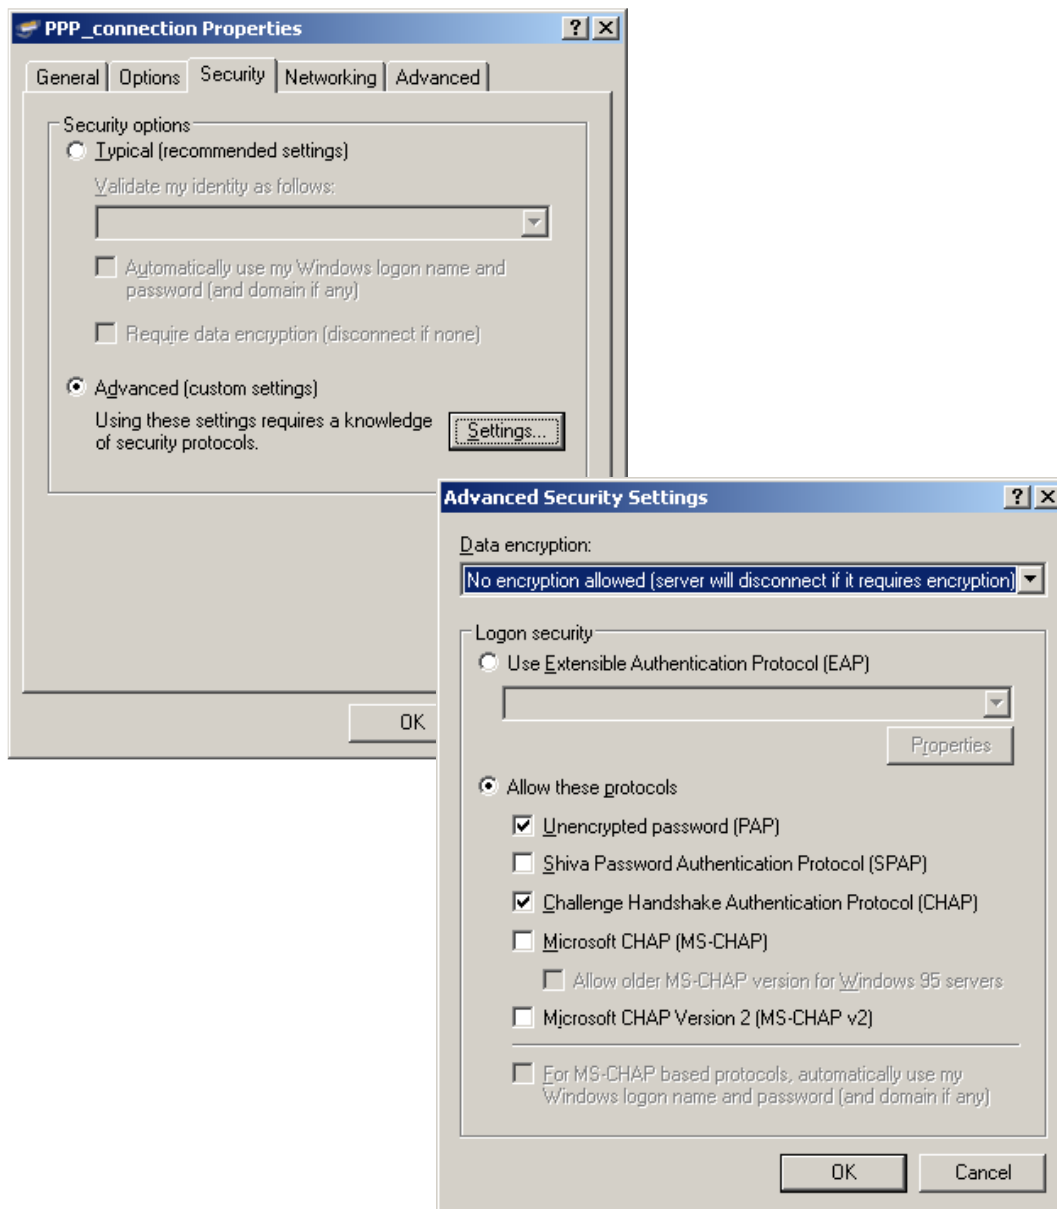 PPP_connection Properties
General
Options
Security
Networking
Advanced
Security options
Typical (recommended settings)
Validate my identity as follows:
Automatically use my Windows logon name and
password (and domain if any)
Require data encryption (disconnect if none)
Advanced (custom settings)
Using these settings requires a knowledge
of security protocols.
Settings...
OK
Advanced Security Settings
Data encryption:
No encryption allowed (server will disconnect if it requires encryption)
Logon security
Use Extensible Authentication Protocol (EAP)
Properties
Allow these protocols
Unencrypted password (PAP)
Shiva Password Authentication Protocol (SPAP)
Challenge Handshake Authentication Protocol (CHAP)
Microsoft CHAP (MS-CHAP)
Allow older MS-CHAP version for Windows 95 servers
Microsoft CHAP Version 2 (MS-CHAP v2)
For MS-CHAP based protocols, automatically use my
Windows logon name and password (and domain if any)
OK
Cancel